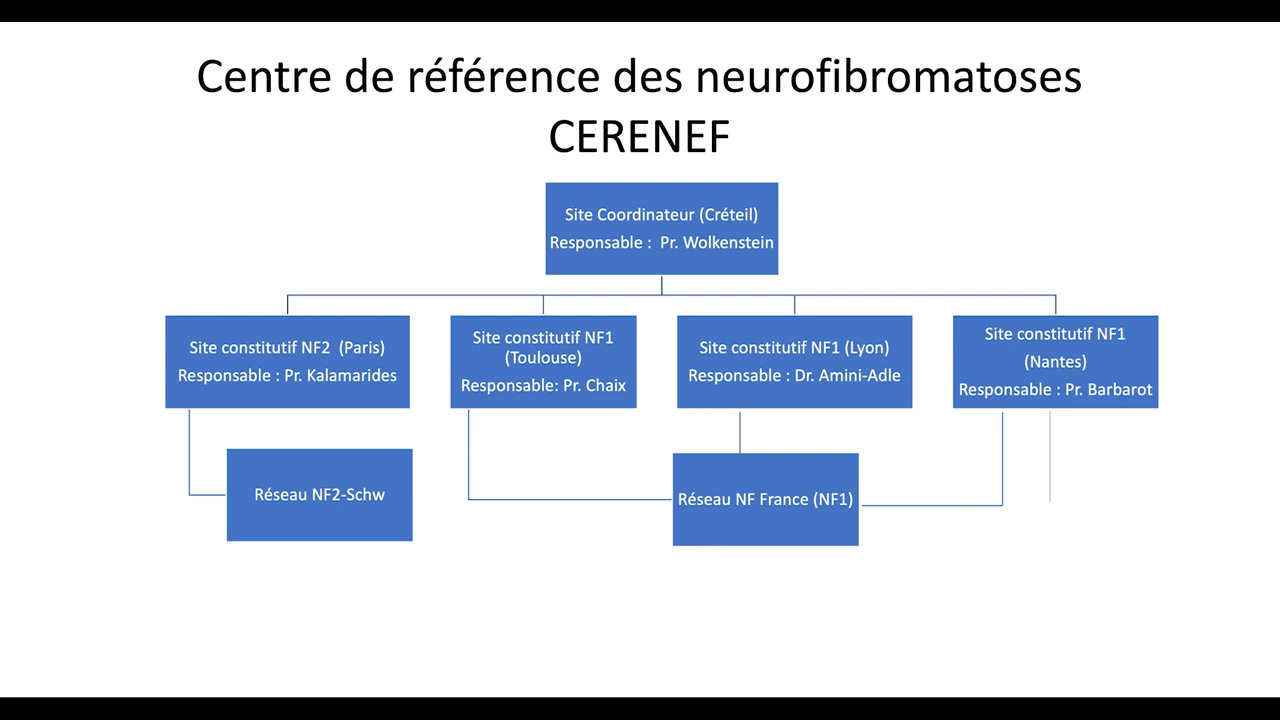 Centre de référence des neurofibromatoses
CERENEF
Site Coordinateur (Créteil)
Responsable : Pr. Wolkenstein
Site constitutif NF2 (Paris)
Responsable : Pr. Kalamarides
Site constitutif NF1
(Toulouse)
Responsable: Pr. Chaix
Site constitutif NF1 (Lyon)
Responsable : Dr. Amini-Adle
Site constitutif NF1
(Nantes)
Responsable : Pr. Barbarot
Réseau NF2-Schw
Réseau NF France (NF1)